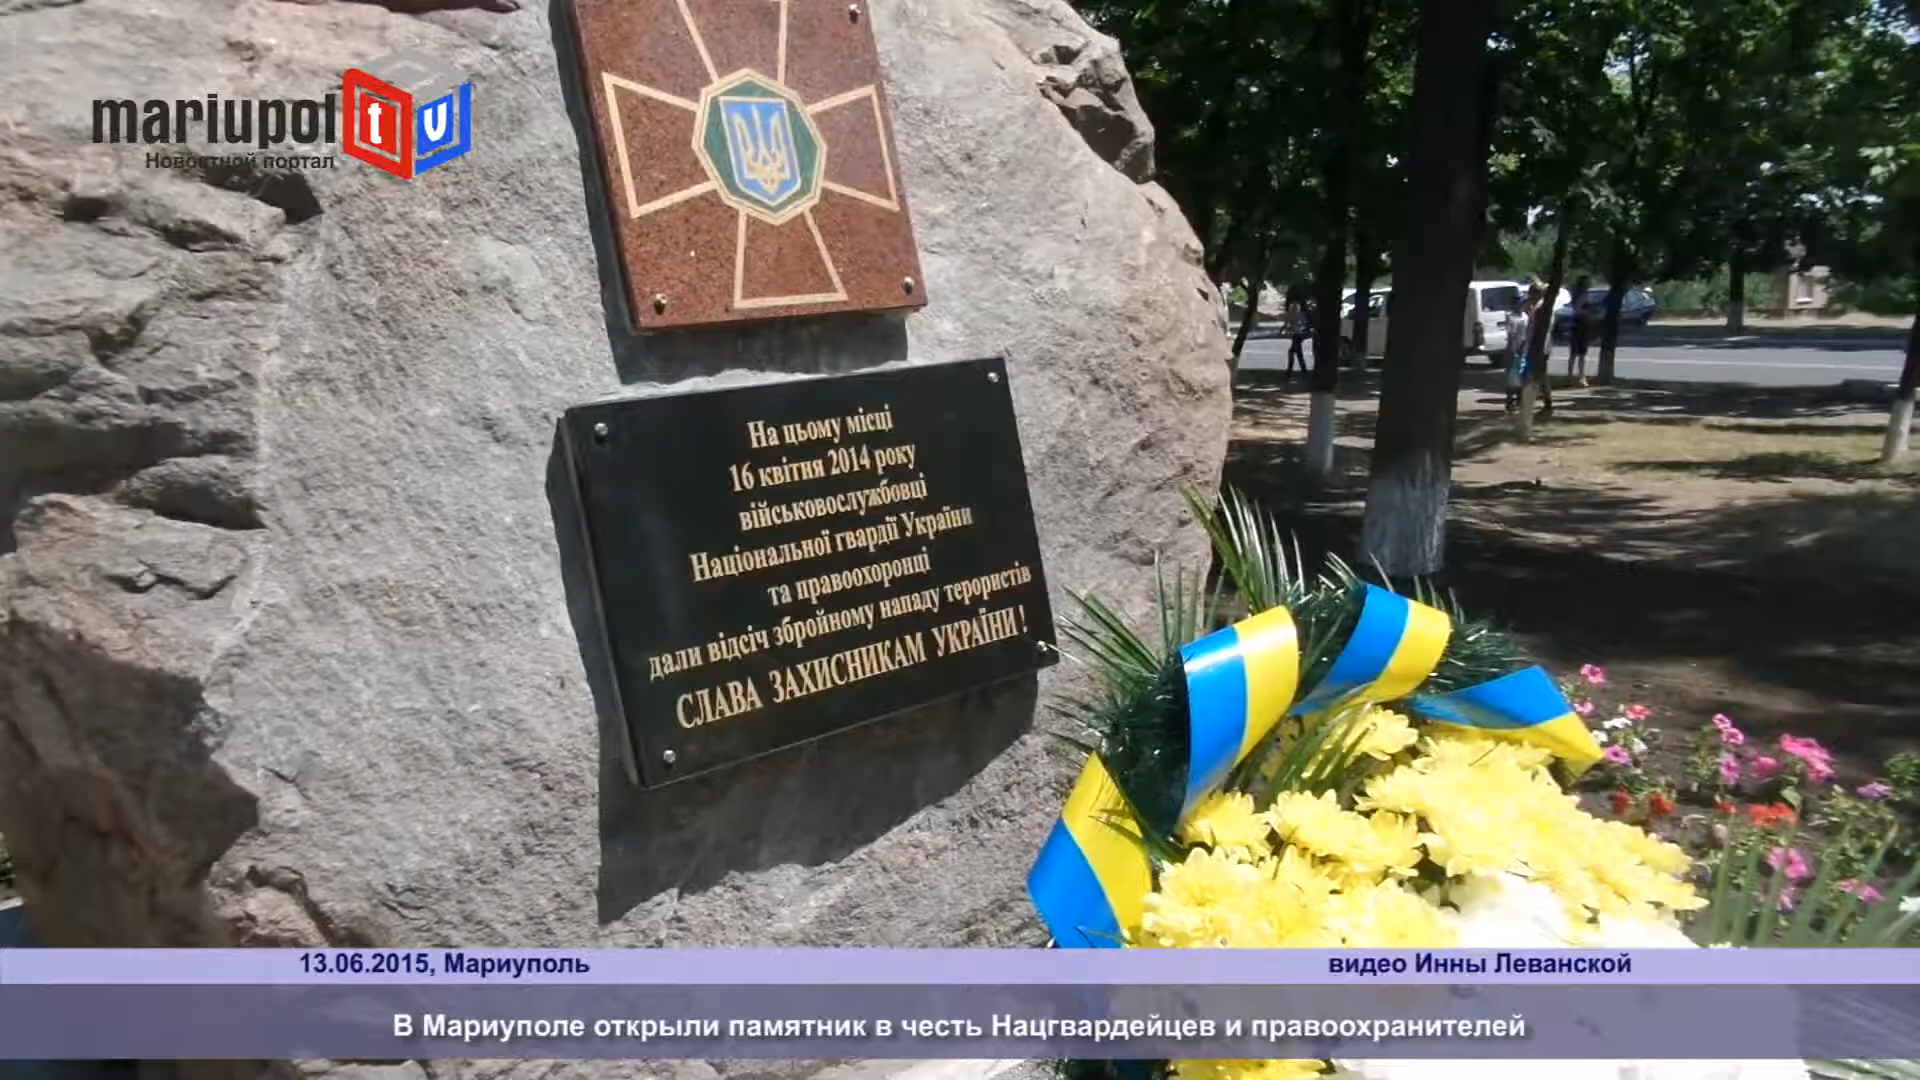 mariupol tv
Новостной портал
На цьому місці
16 квітня 2014 року
військовослужбовці
Національної гвардії України
та правоохоронці
дали відсіч збройному нападу терористів
СЛАВА ЗАХИСНИКАМ УКРАЇНИ!
13.06.2015, Мариуполь
видео Инны Леванской
В Мариуполе открыли памятник в честь Нацгвардейцев и правоохранителей